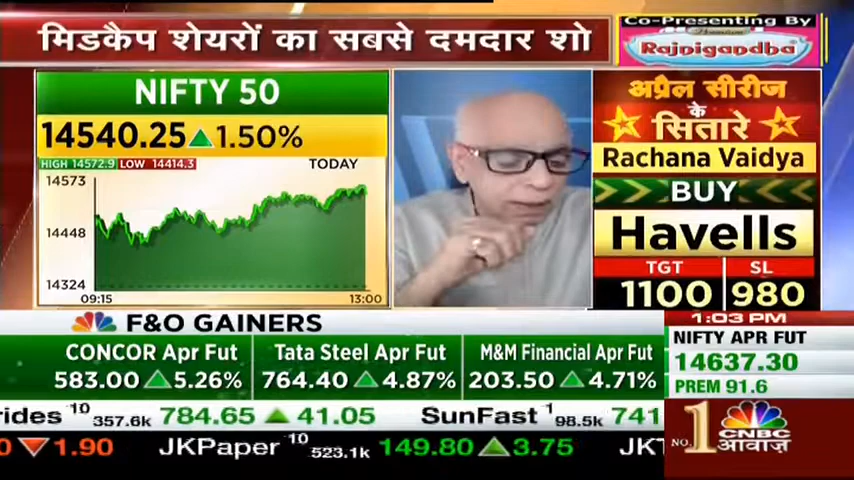 मिडकैप शेयरों का सबसे दमदार शो
Co-Presenting By
Premium
Rajnigandha
NIFTY 50
14540.25 ▲ 1.50%
HIGH 14572.9 LOW 14414.3 TODAY
14573
14448
14324
09:15 13:00
अप्रैल सीरीज
के
सितारे
Rachana Vaidya
BUY
Havells
TGT SL
1100 980
F&O GAINERS
CONCOR Apr Fut
583.00 ▲ 5.26%
Tata Steel Apr Fut
764.40 ▲ 4.87%
M&M Financial Apr Fut
203.50 ▲ 4.71%
1:03 PM
NIFTY APR FUT
14637.30
PREM 91.6
rides 10 357.6k 784.65 ▲ 41.05 SunFast 1 98.5k 741
0 ▼ 1.90 JKPaper 10 523.1k 149.80 ▲ 3.75 JKT
NO. 1 CNBC
आवाज़